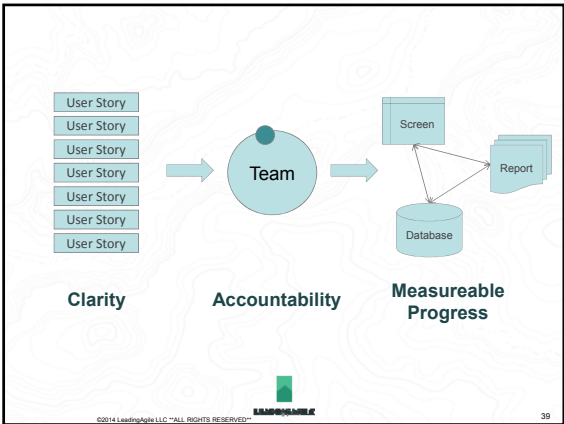 User Story
User Story
User Story
User Story
User Story
User Story
User Story
Team
Screen
Report
Database
Clarity
Accountability
Measureable
Progress
LEADINGAGILE
©2014 LeadingAgile LLC **ALL RIGHTS RESERVED**
39